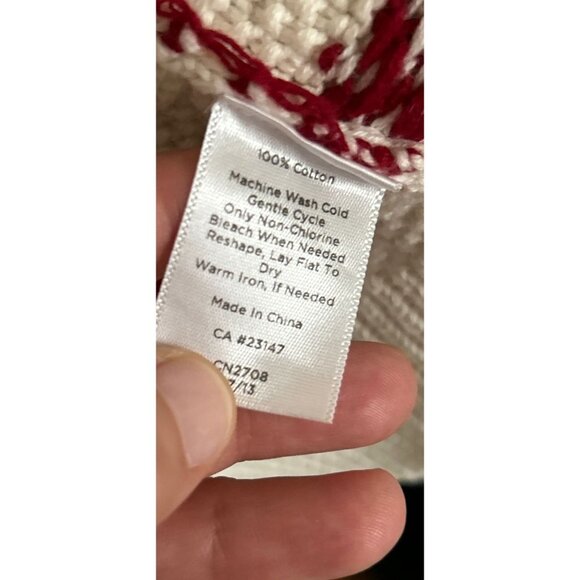 100% Cotton
Machine Wash Cold
Gentle Cycle
Only Non-Chlorine
Bleach When Needed
Reshape, Lay Flat To
Dry
Warm Iron, If Needed
Made In China
CA #23147
CN2708
/13